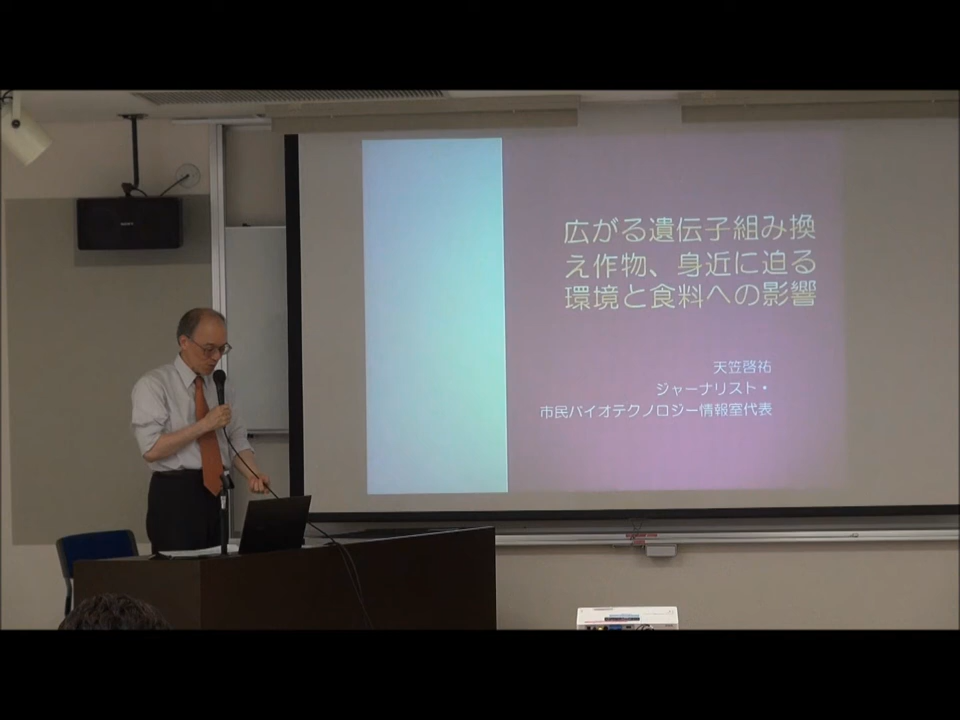 広がる遺伝子組み換
え作物、身近に迫る
環境と食料への影響
天笠啓祐
ジャーナリスト・
市民バイオテクノロジー情報室代表